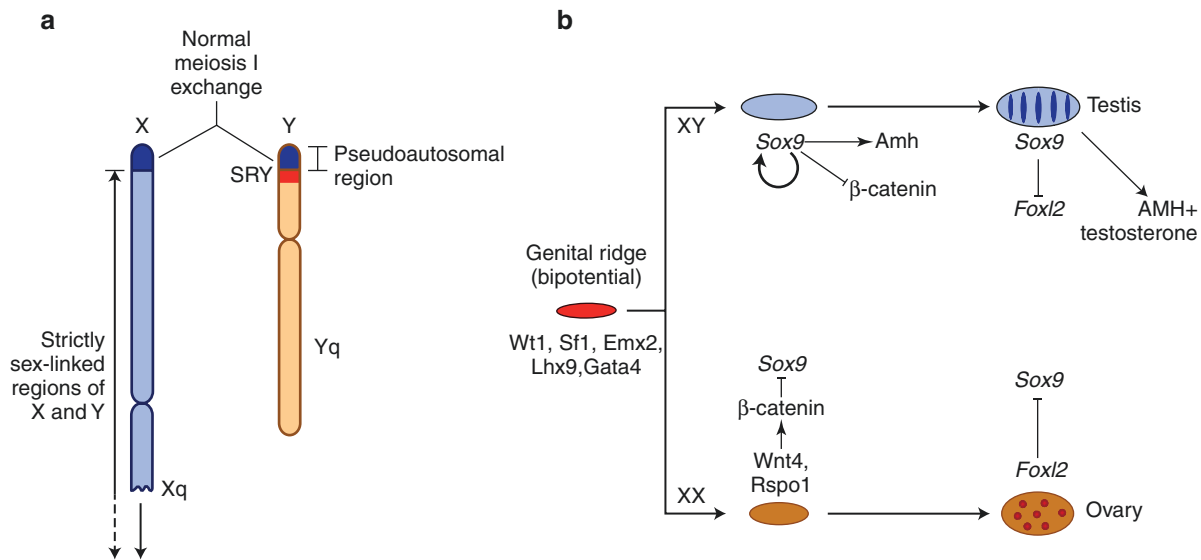 a
Normal
meiosis I
exchange
X
Y
SRY
Pseudoautosomal
region
Strictly
sex-linked
regions of
X and Y
Yq
Xq
b
Genital ridge
(bipotential)
Wt1, Sf1, Emx2,
Lhx9,Gata4
XY
Sox9
Amh
β-catenin
Testis
Sox9
Foxl2
AMH+
testosterone
XX
Sox9
β-catenin
Wnt4,
Rspo1
Sox9
Foxl2
Ovary